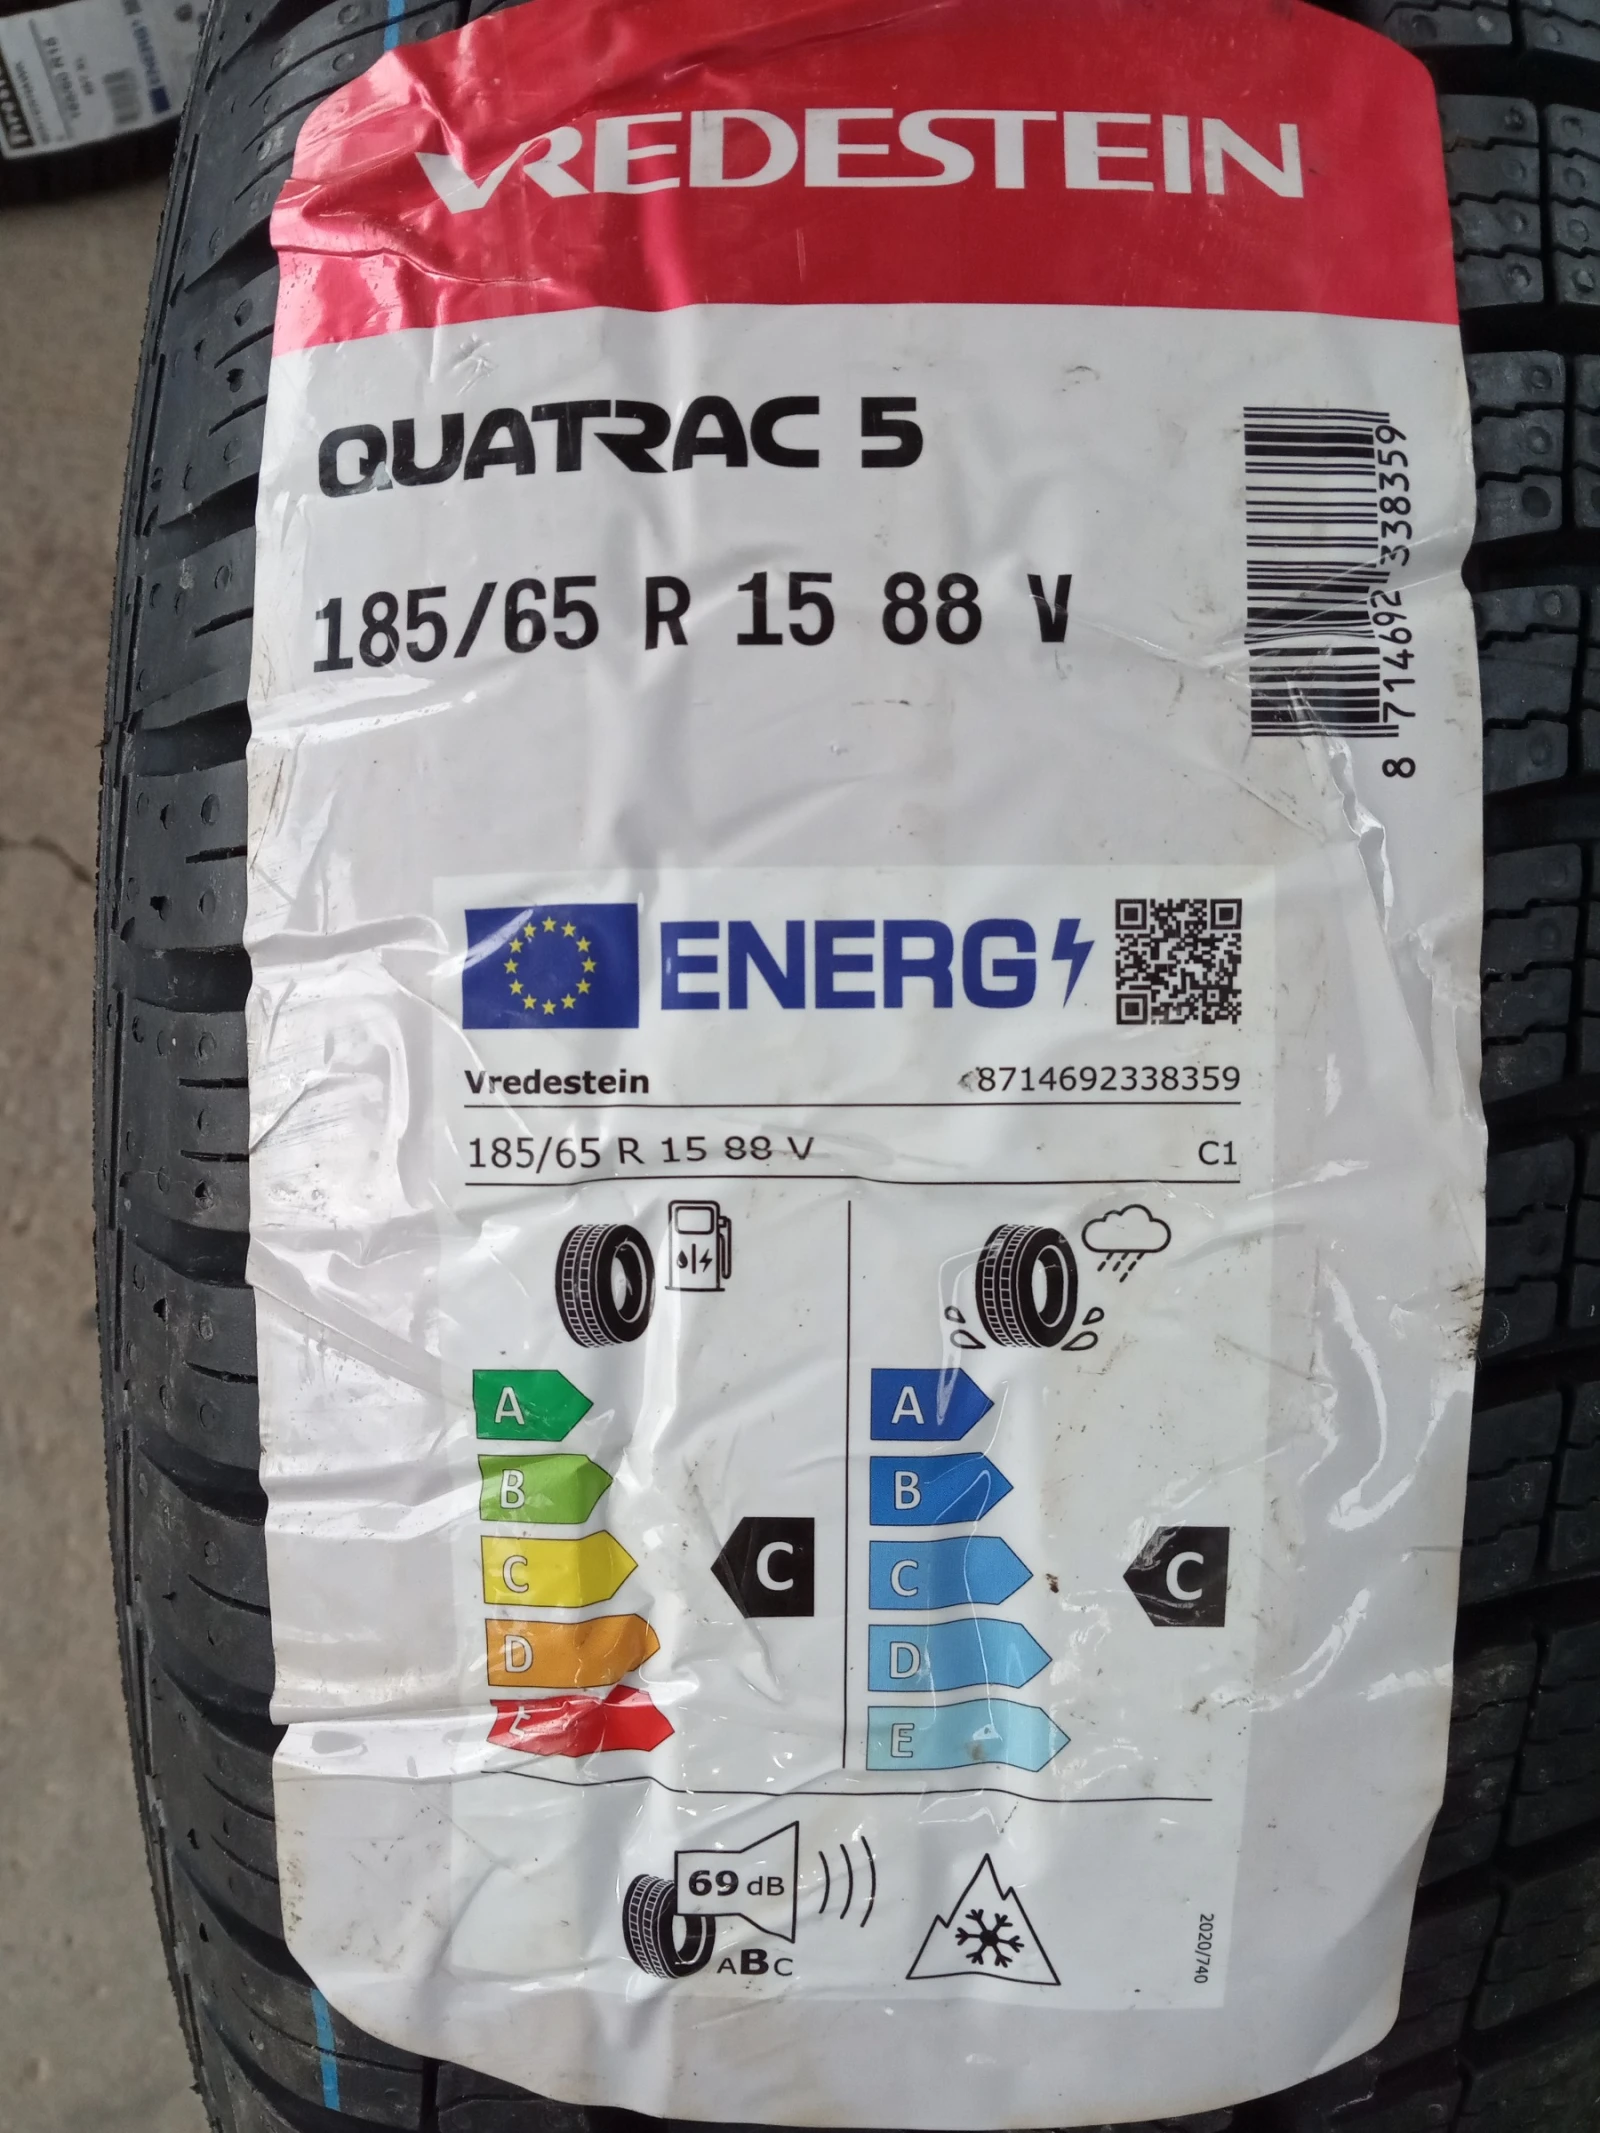 VREDESTEIN
QUATRAC 5
185/65 R 15 88 V
8 714692 338359
ENERG
Vredestein 8714692338359
185/65 R 15 88 V C1
A A
B B
C C
C C
D D
E
69 dB
ABC
2020/740